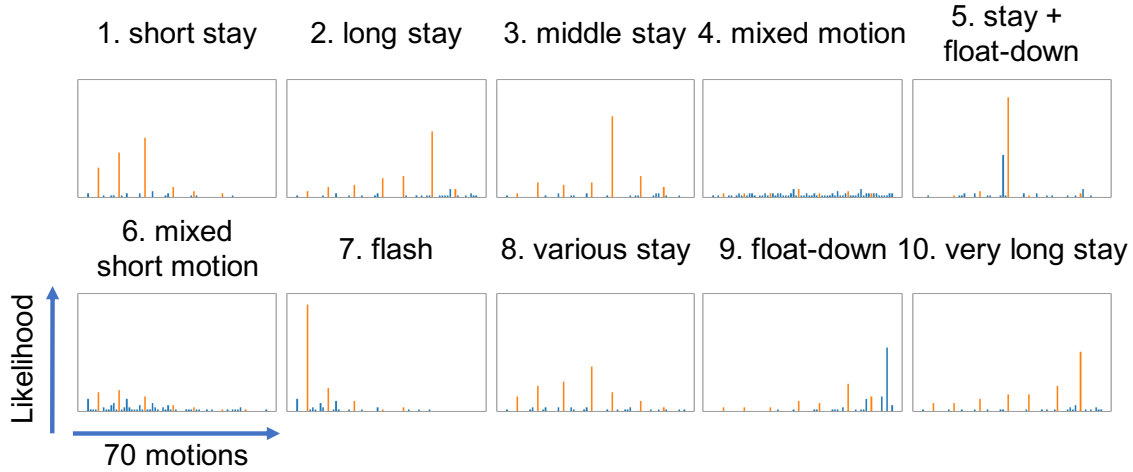 1. short stay
2. long stay
3. middle stay
4. mixed motion
5. stay +
float-down
6. mixed
short motion
7. flash
8. various stay
9. float-down
10. very long stay
Likelihood
70 motions